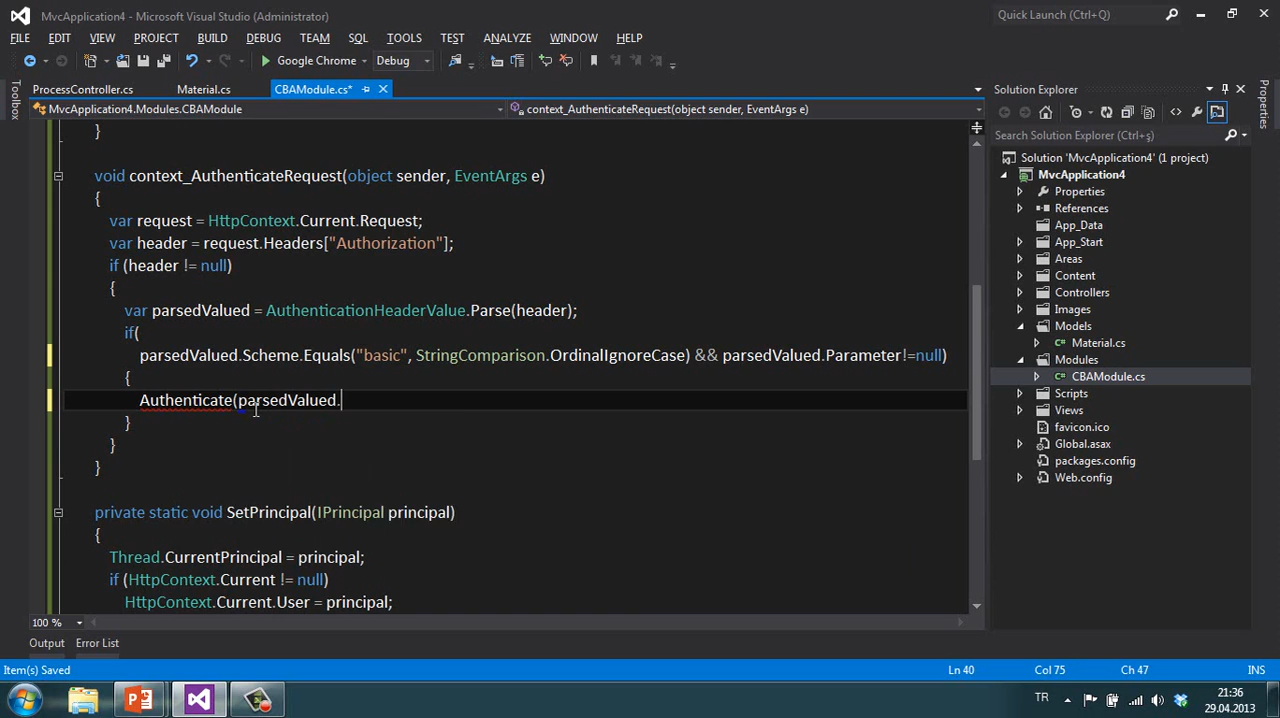 MvcApplication4 - Microsoft Visual Studio (Administrator)
Quick Launch (Ctrl+Q)
FILE EDIT VIEW PROJECT BUILD DEBUG TEAM SQL TOOLS TEST ANALYZE WINDOW HELP
Google Chrome Debug
Toolbox
ProcessController.cs Material.cs CBAModule.cs*
MvcApplication4.Modules.CBAModule context_AuthenticateRequest(object sender, EventArgs e)
}
void context_AuthenticateRequest(object sender, EventArgs e)
{
var request = HttpContext.Current.Request;
var header = request.Headers["Authorization"];
if (header != null)
{
var parsedValued = AuthenticationHeaderValue.Parse(header);
if(
parsedValued.Scheme.Equals("basic", StringComparison.OrdinalIgnoreCase) && parsedValued.Parameter!=null)
{
Authenticate(parsedValued.
}
}
}
private static void SetPrincipal(IPrincipal principal)
{
Thread.CurrentPrincipal = principal;
if (HttpContext.Current != null)
HttpContext.Current.User = principal;
100 %
Output Error List
Solution Explorer
Search Solution Explorer (Ctrl+ş)
Solution 'MvcApplication4' (1 project)
MvcApplication4
Properties
References
App_Data
App_Start
Areas
Content
Controllers
Images
Models
Material.cs
Modules
CBAModule.cs
Scripts
Views
favicon.ico
Global.asax
packages.config
Web.config
Properties
Item(s) Saved Ln 40 Col 75 Ch 47 INS
TR 21:36
29.04.2013